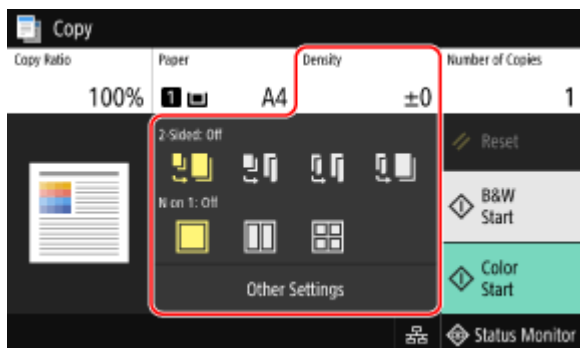 Copy
Copy Ratio
100%
Paper
1 A4
Density
±0
Number of Copies
1
2-Sided: Off
N on 1: Off
Other Settings
Reset
B&W
Start
Color
Start
Status Monitor